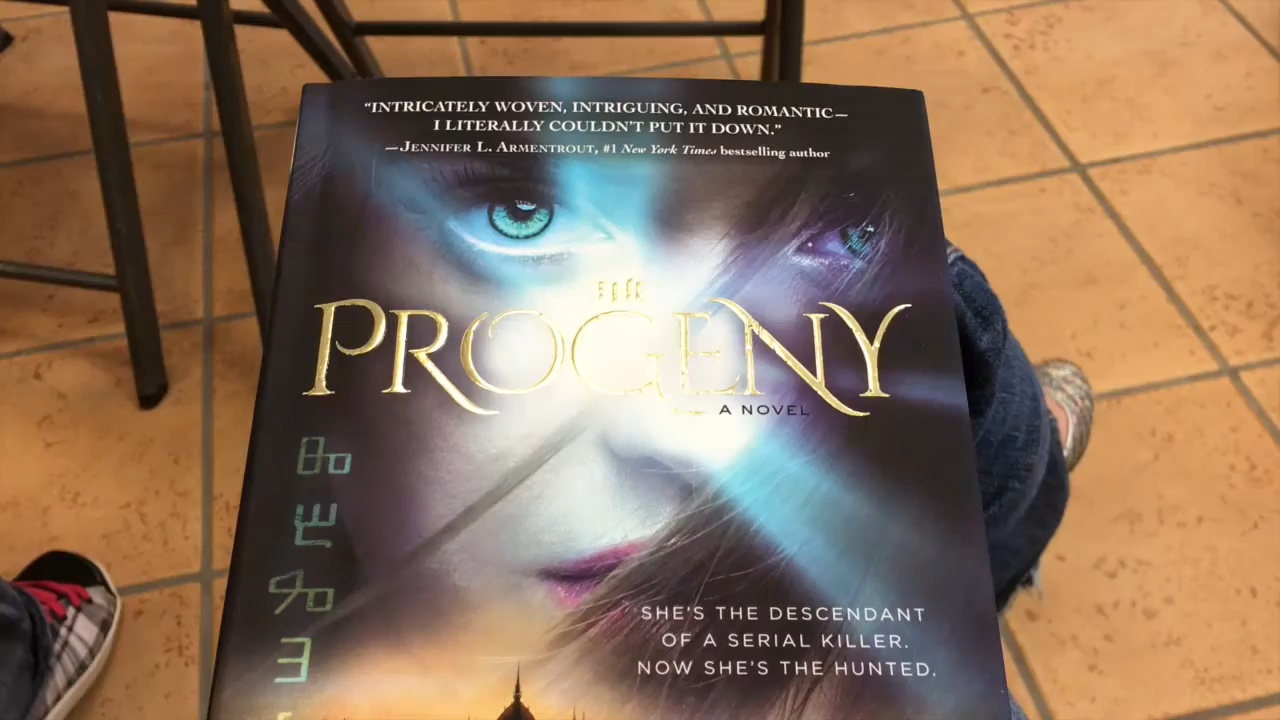 “INTRICATELY WOVEN, INTRIGUING, AND ROMANTIC—
I LITERALLY COULDN’T PUT IT DOWN.”
—JENNIFER L. ARMENTROUT, #1 New York Times bestselling author
THE
PROGENY
A NOVEL
SHE’S THE DESCENDANT
OF A SERIAL KILLER.
NOW SHE’S THE HUNTED.